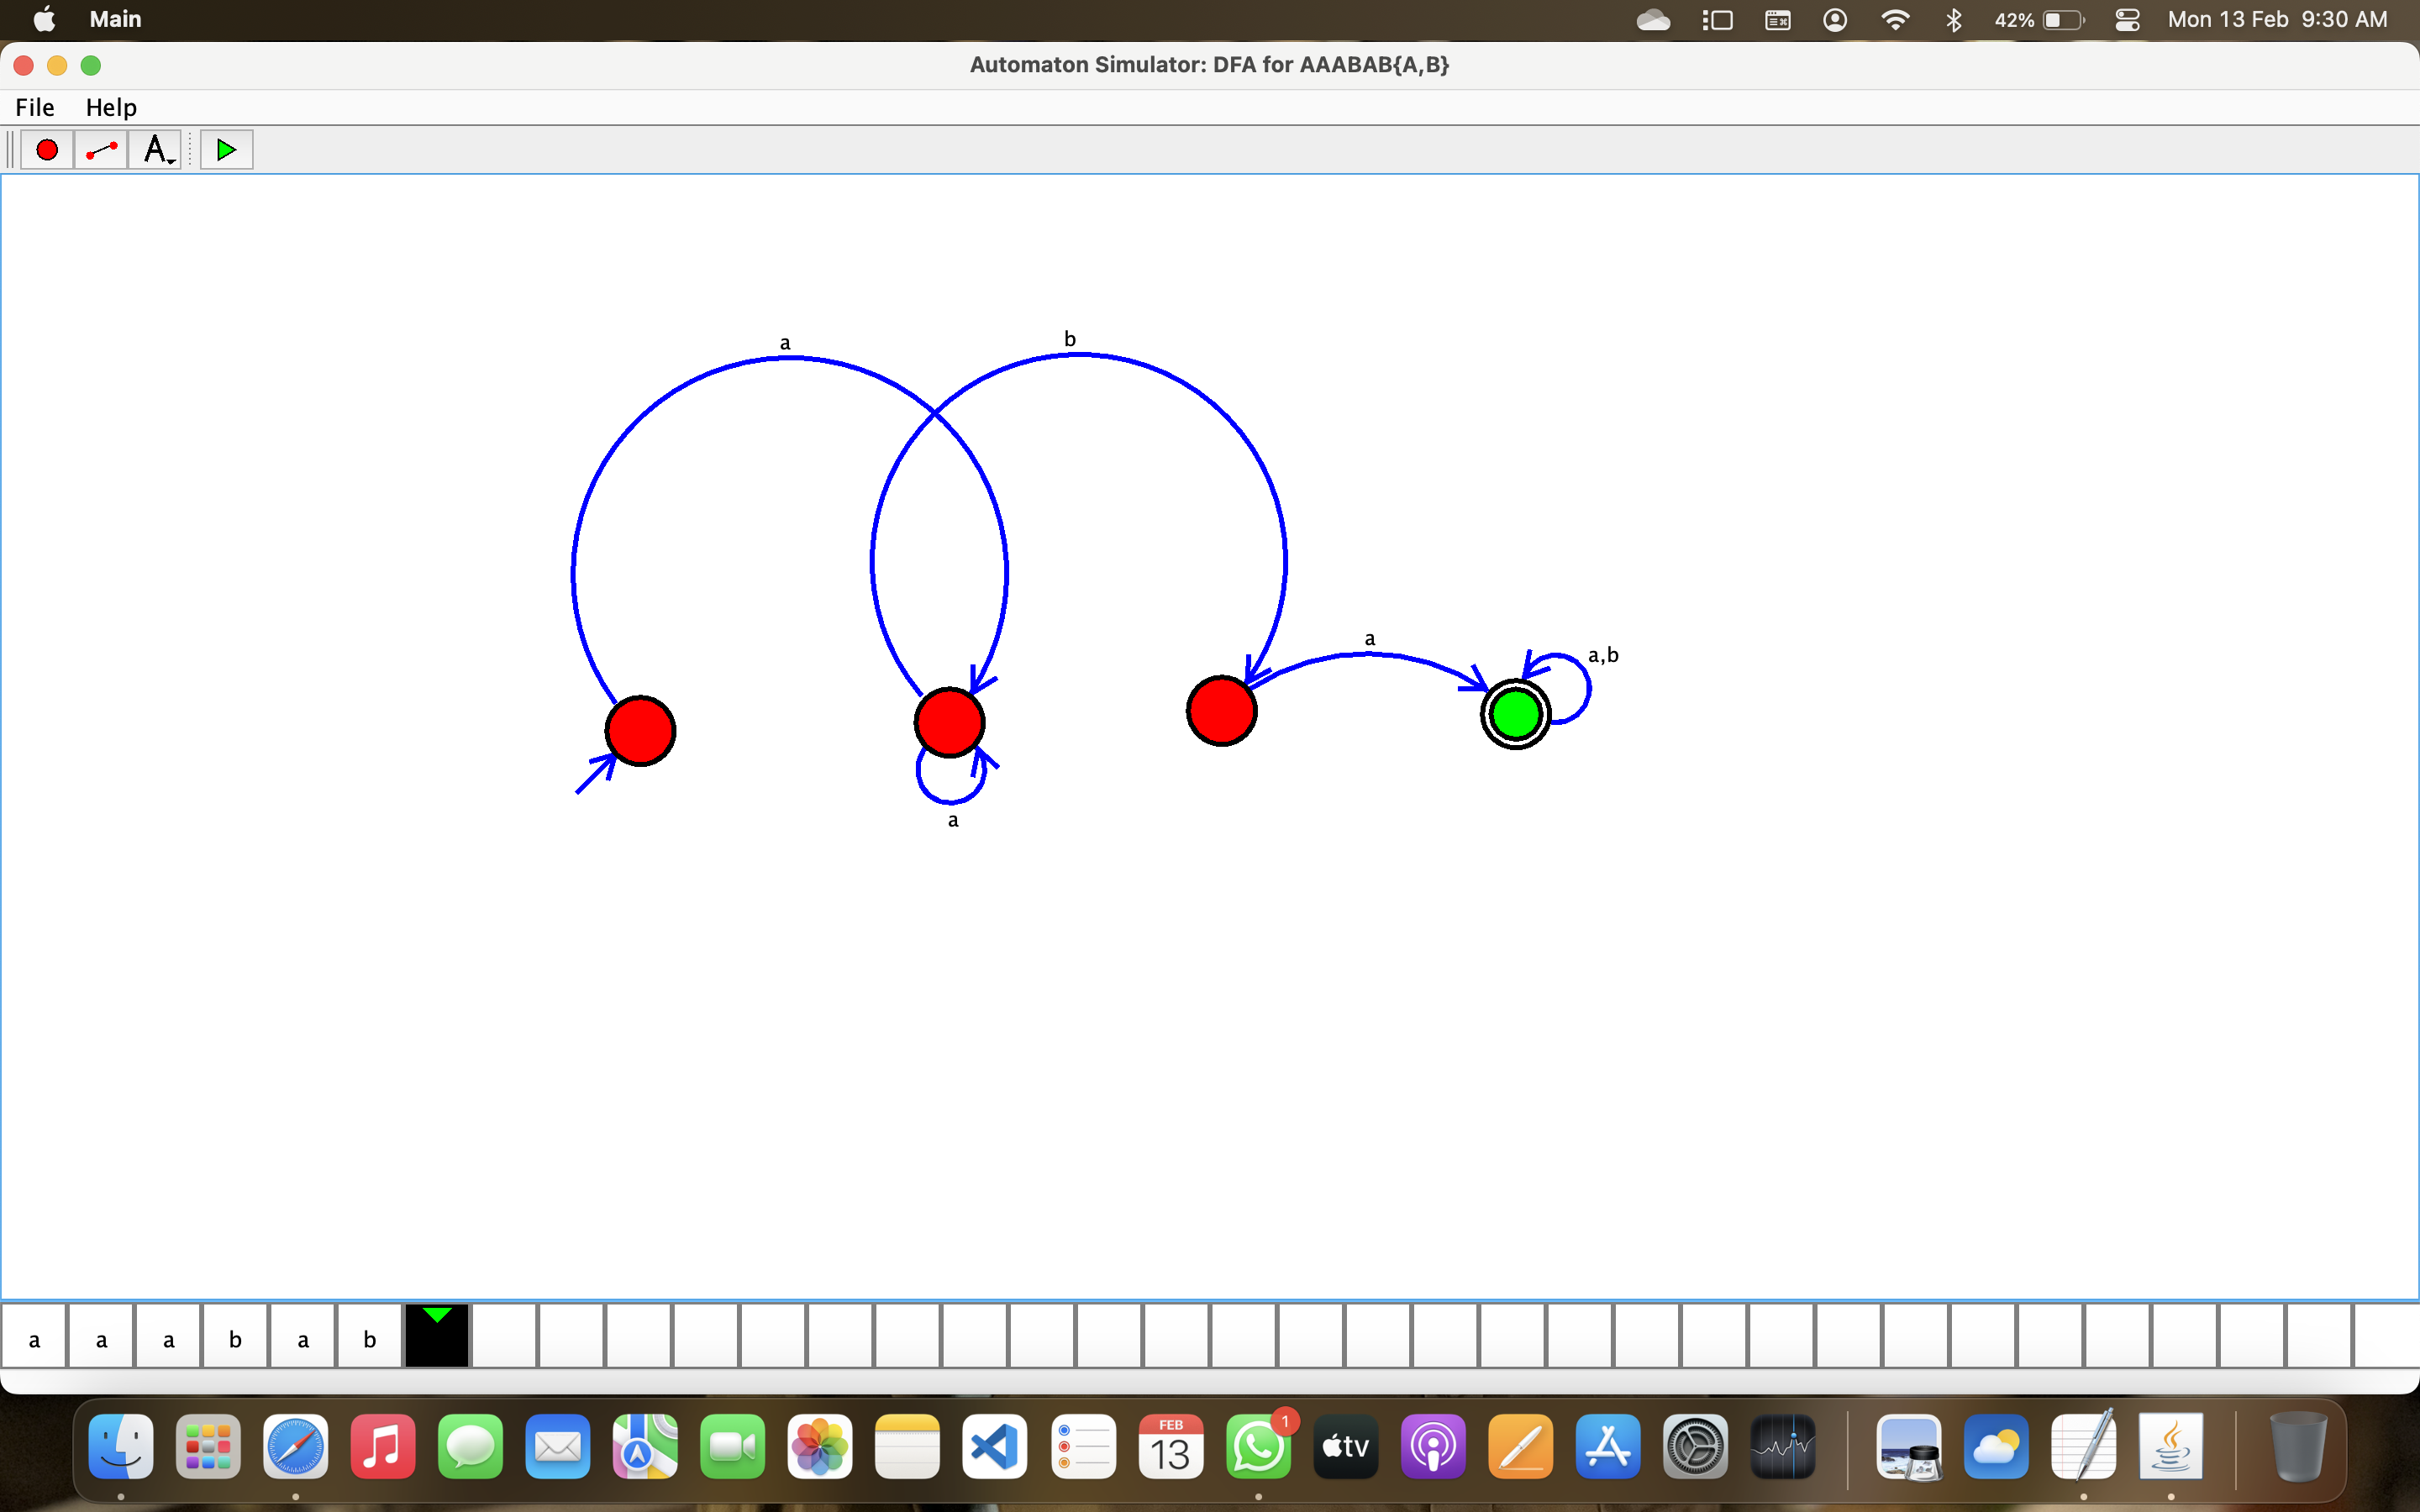 Main
42%
Mon 13 Feb 9:30 AM
Automaton Simulator: DFA for AAABAB{A,B}
File Help
A
a
b
a
a,b
a
a a a b a b
FEB
13
1
tv